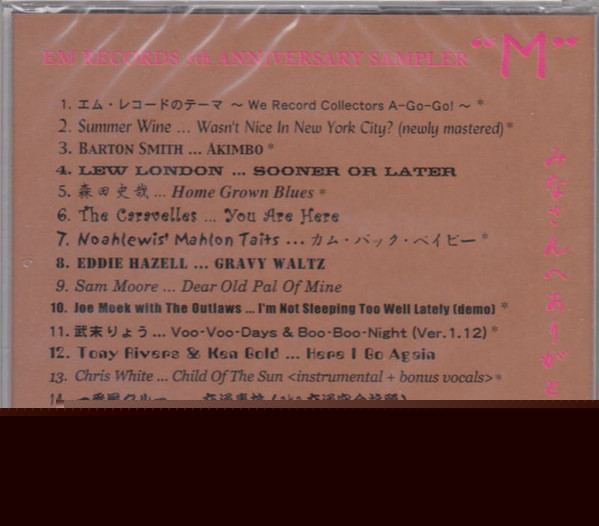 EM RECORDS 5th ANNIVERSARY SAMPLER "M"
1. エム・レコードのテーマ ～ We Record Collectors A-Go-Go! ～ *
2. Summer Wine ... Wasn't Nice In New York City? (newly mastered) *
3. BARTON SMITH ... AKIMBO *
4. LEW LONDON ... SOONER OR LATER
5. 森田史哉 ... Home Grown Blues *
6. The Caravelles ... You Are Here
7. Noahlewis' Mahlon Taits ... カム・バック・ベイビー *
8. EDDIE HAZELL ... GRAVY WALTZ
9. Sam Moore ... Dear Old Pal Of Mine
10. Joe Meek with The Outlaws ... I'm Not Sleeping Too Well Lately (demo) *
11. 武末りょう ... Voo-Voo-Days & Boo-Boo-Night (Ver.1.12) *
12. Tony Rivers & Ken Gold ... Here I Go Again
13. Chris White ... Child Of The Sun <instrumental + bonus vocals> *
14.
みなさんへありがと